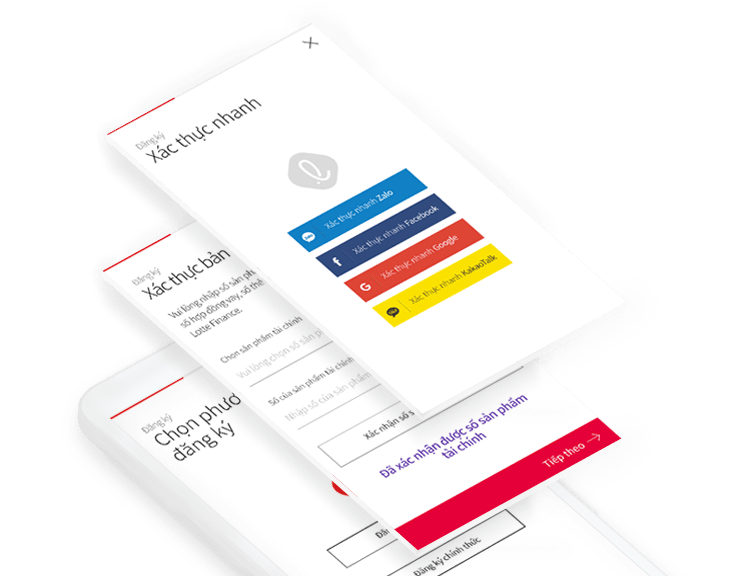 Đăng ký
Xác thực nhanh
Xác thực nhanh Zalo
Xác thực nhanh Facebook
Xác thực nhanh Google
Xác thực nhanh KakaoTalk
Đăng ký
Xác thực bản
Vui lòng nhập số sản ph
số hợp đồng vay, số thẻ
Lotte Finance.
Chọn sản phẩm tài chính
Vui lòng chọn số sản p
Số của sản phẩm tài chính
Nhập số của sản phẩm
Xác nhận số s
Đã xác nhận được số sản phẩm
tài chính
Tiếp theo
Đăng ký
Chọn phươ
đăng ký
Đăng ký chính thức